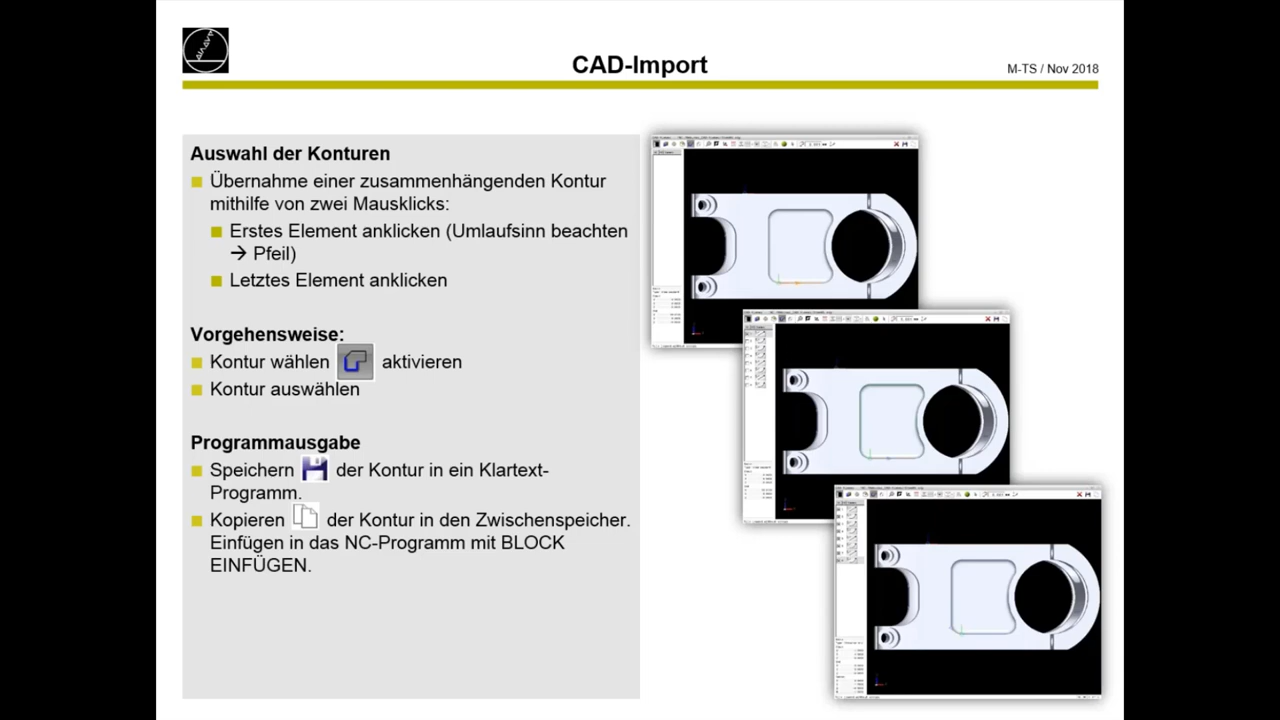 CAD-Import
M-TS / Nov 2018
Auswahl der Konturen
Übernahme einer zusammenhängenden Kontur
mithilfe von zwei Mausklicks:
Erstes Element anklicken (Umlaufsinn beachten
→ Pfeil)
Letztes Element anklicken
Vorgehensweise:
Kontur wählen aktivieren
Kontur auswählen
Programmausgabe
Speichern der Kontur in ein Klartext-
Programm.
Kopieren der Kontur in den Zwischenspeicher.
Einfügen in das NC-Programm mit BLOCK
EINFÜGEN.